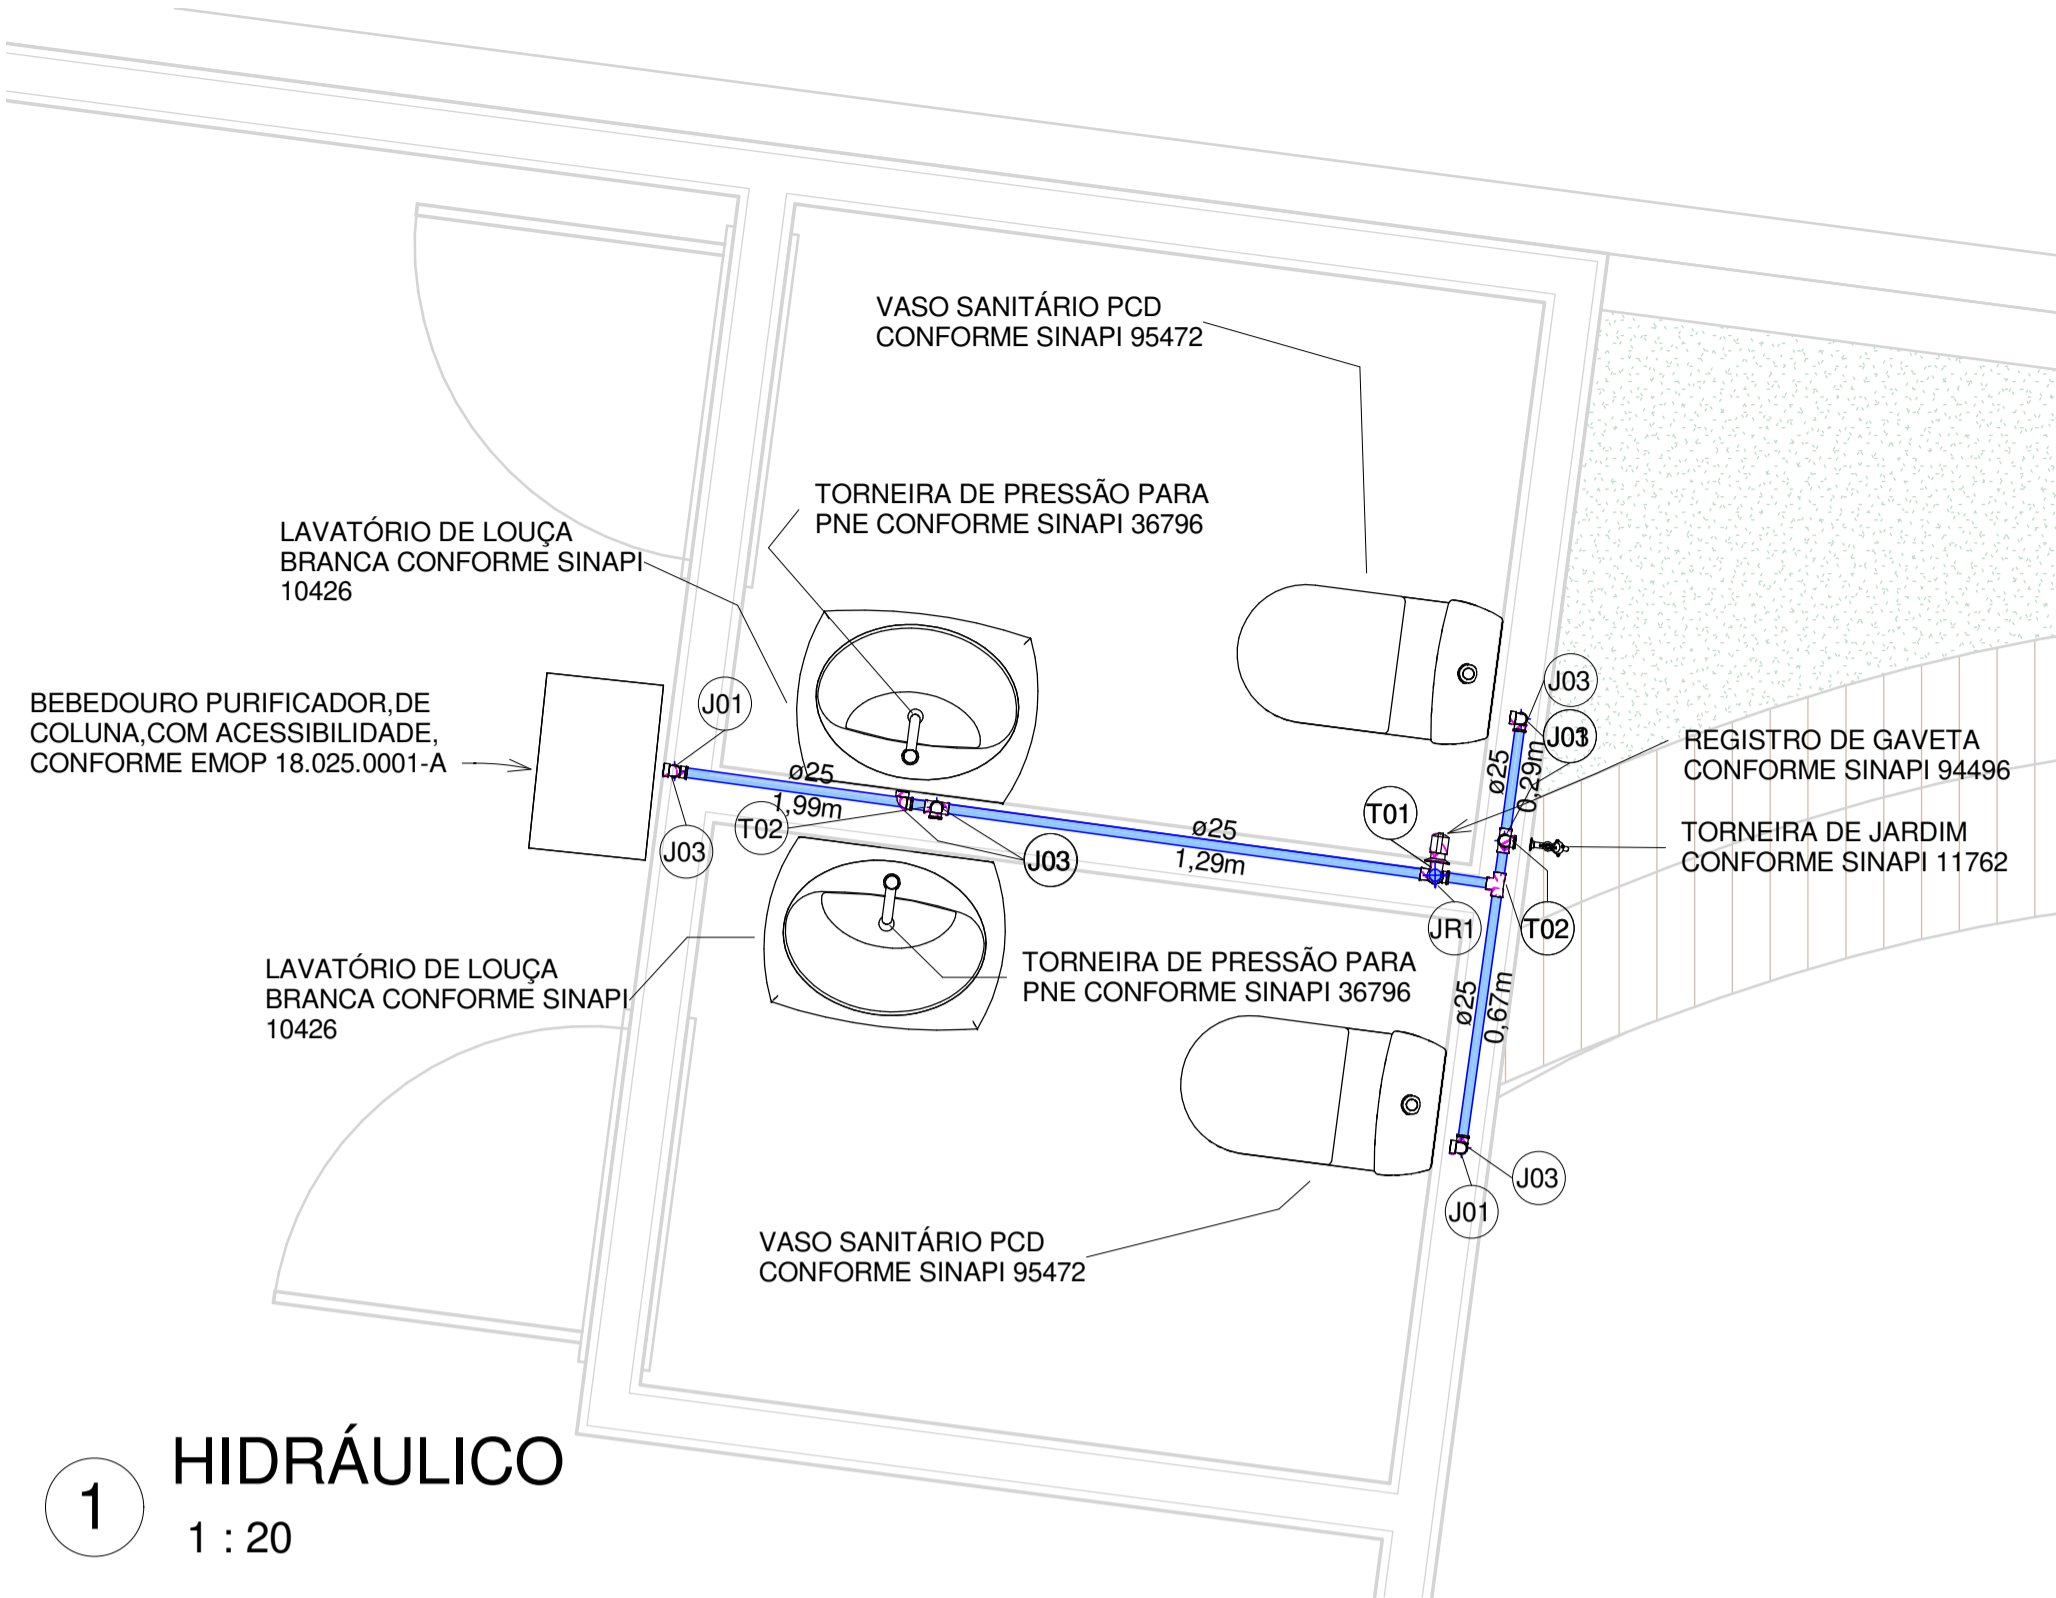 VASO SANITÁRIO PCD
CONFORME SINAPI 95472
TORNEIRA DE PRESSÃO PARA
PNE CONFORME SINAPI 36796
LAVATÓRIO DE LOUÇA
BRANCA CONFORME SINAPI
10426
BEBEDOURO PURIFICADOR,DE
COLUNA,COM ACESSIBILIDADE,
CONFORME EMOP 18.025.0001-A
J01
J03
ø25
1,99m
T02
J03
ø25
1,29m
T01
JR1
T02
J03
ø25
0,29m
REGISTRO DE GAVETA
CONFORME SINAPI 94496
TORNEIRA DE JARDIM
CONFORME SINAPI 11762
ø25
0,67m
J03
J01
LAVATÓRIO DE LOUÇA
BRANCA CONFORME SINAPI
10426
TORNEIRA DE PRESSÃO PARA
PNE CONFORME SINAPI 36796
VASO SANITÁRIO PCD
CONFORME SINAPI 95472
1
HIDRÁULICO
1 : 20